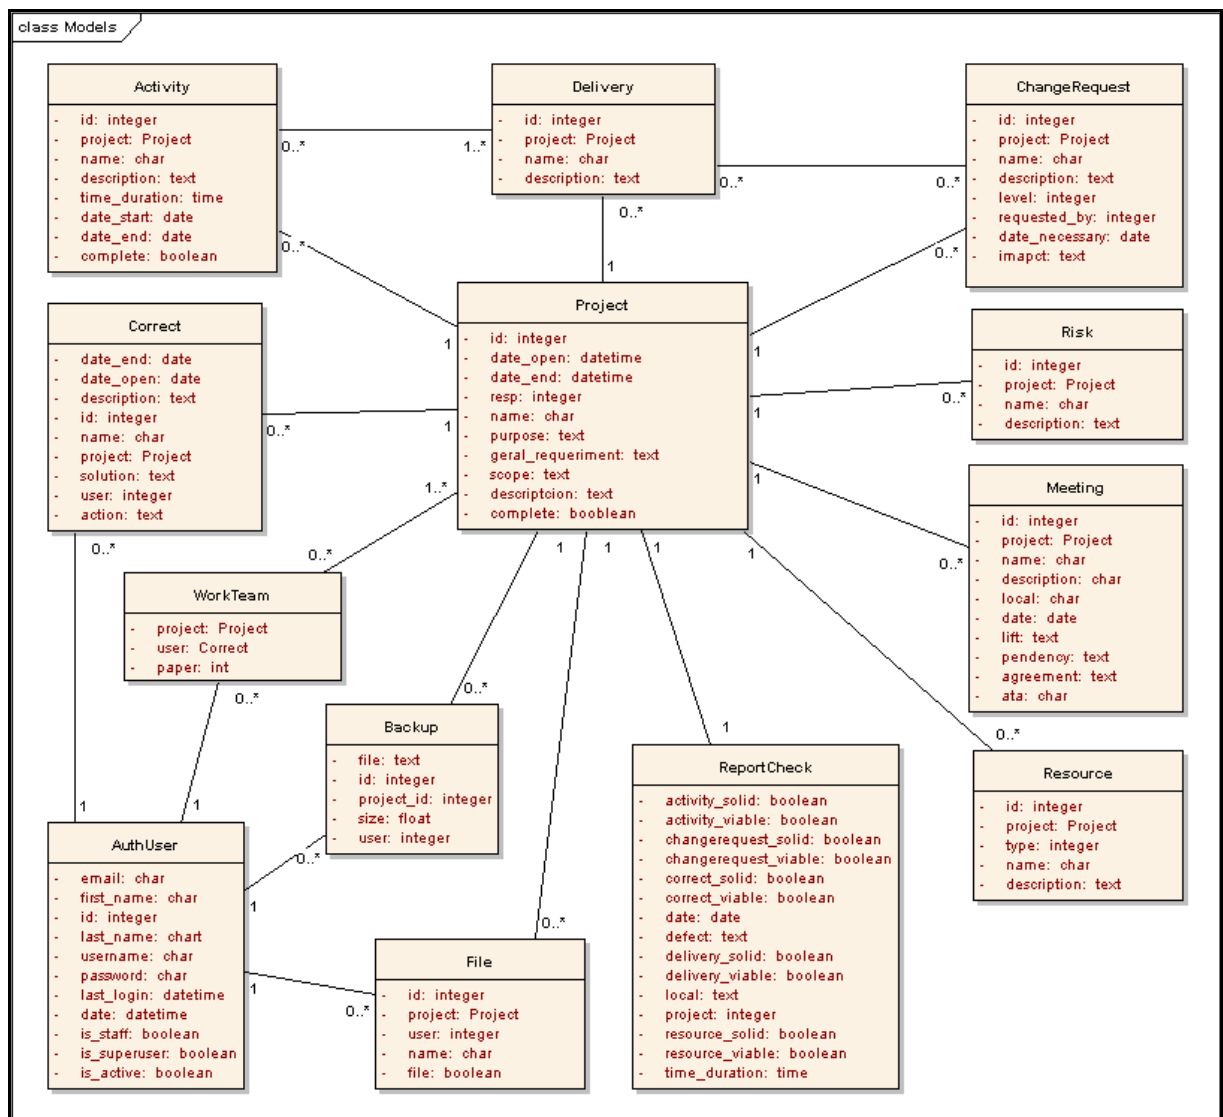 class Models
Activity
- id: integer
- project: Project
- name: char
- description: text
- time_duration: time
- date_start: date
- date_end: date
- complete: boolean
Delivery
- id: integer
- project: Project
- name: char
- description: text
ChangeRequest
- id: integer
- project: Project
- name: char
- description: text
- level: integer
- requested_by: integer
- date_necessary: date
- imapct: text
0..*
1..*
0..*
0..*
0..*
1
0..*
1
0..*
1
Correct
- date_end: date
- date_open: date
- description: text
- id: integer
- name: char
- project: Project
- solution: text
- user: integer
- action: text
Project
- id: integer
- date_open: datetime
- date_end: datetime
- resp: integer
- name: char
- purpose: text
- geral_requeriment: text
- scope: text
- descriptcion: text
- complete: booblean
Risk
- id: integer
- project: Project
- name: char
- description: text
0..*
1
1
0..*
Meeting
- id: integer
- project: Project
- name: char
- description: char
- local: char
- date: date
- lift: text
- pendency: text
- agreement: text
- ata: char
1
0..*
1..*
0..*
0..*
1
1
1
1
WorkTeam
- project: Project
- user: Correct
- paper: int
0..*
0..*
Backup
- file: text
- id: integer
- project_id: integer
- size: float
- user: integer
1
0..*
ReportCheck
- activity_solid: boolean
- activity_viable: boolean
- changerequest_solid: boolean
- changerequest_viable: boolean
- correct_solid: boolean
- correct_viable: boolean
- date: date
- defect: text
- delivery_solid: boolean
- delivery_viable: boolean
- local: text
- project: integer
- resource_solid: boolean
- resource_viable: boolean
- time_duration: time
Resource
- id: integer
- project: Project
- type: integer
- name: char
- description: text
1
1
AuthUser
- email: char
- first_name: char
- id: integer
- last_name: chart
- username: char
- password: char
- last_login: datetime
- date: datetime
- is_staff: boolean
- is_superuser: boolean
- is_active: boolean
0..*
1
0..*
1
0..*
File
- id: integer
- project: Project
- user: integer
- name: char
- file: boolean